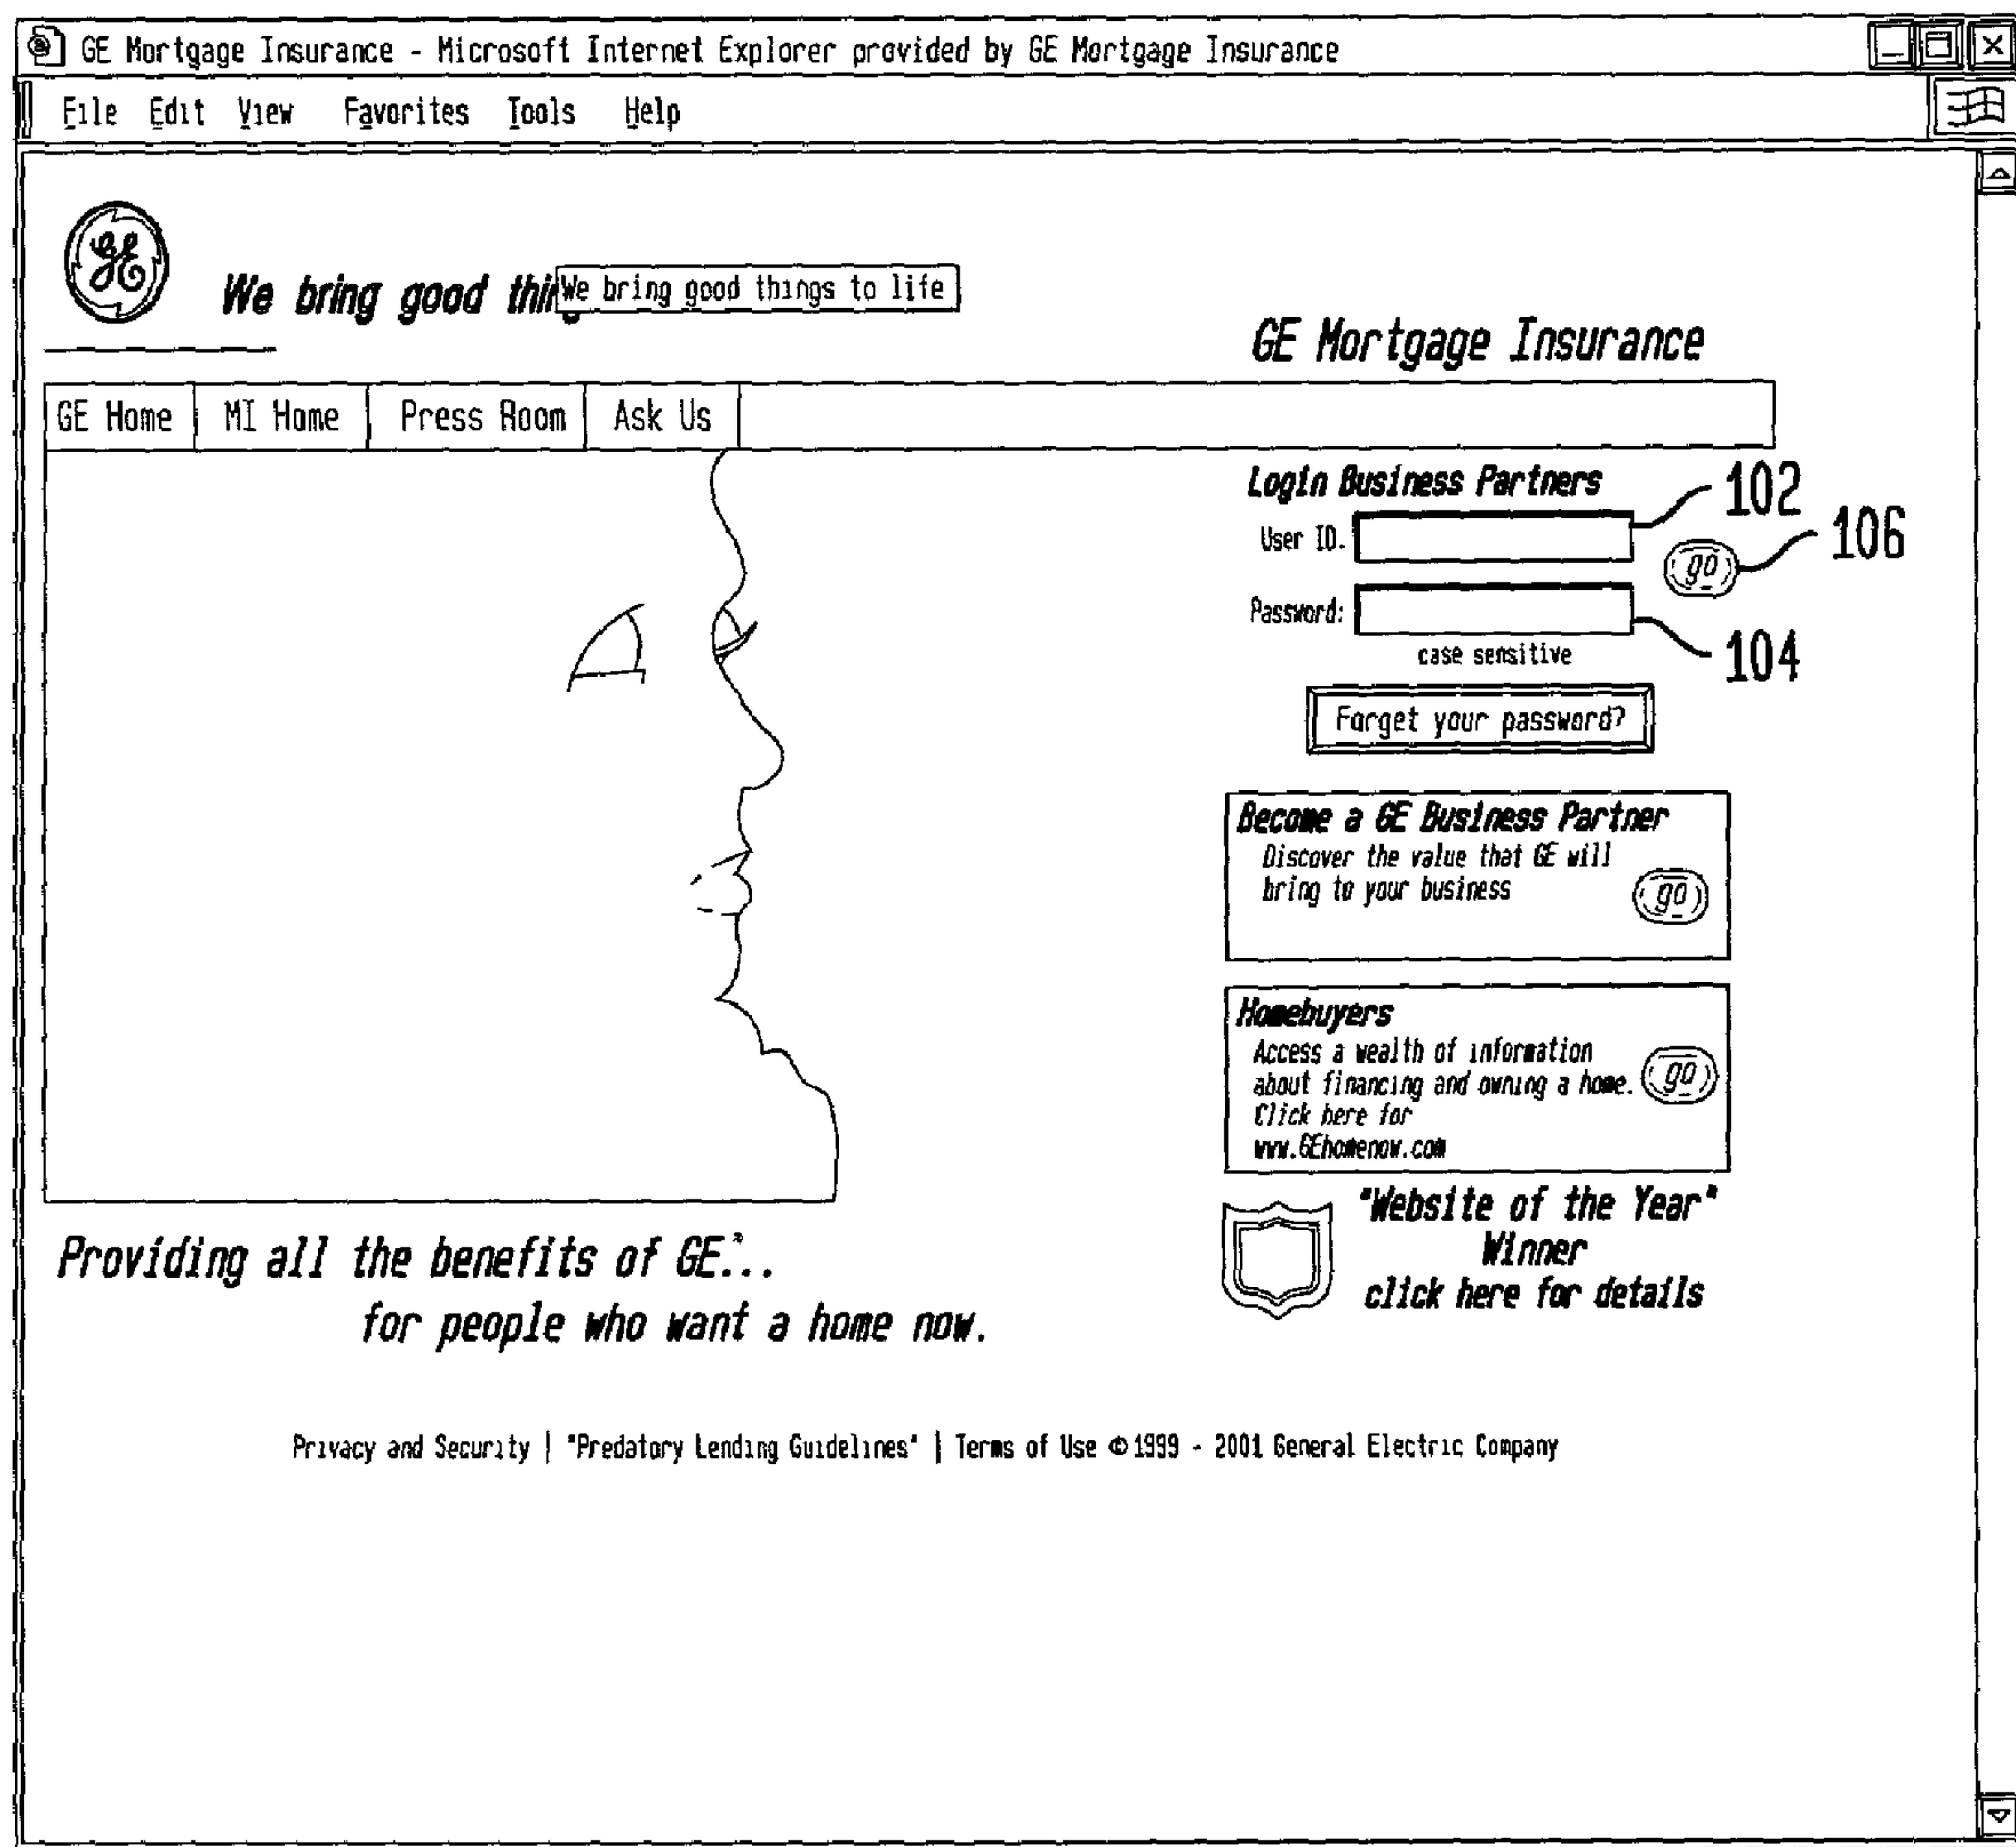 GE Mortgage Insurance - Microsoft Internet Explorer provided by GE Mortgage Insurance
File Edit View Favorites Tools Help
GE
We bring good thin
We bring good things to life
GE Mortgage Insurance
GE Home MI Home Press Room Ask Us
Login Business Partners
102
User ID.
go
106
Password:
104
case sensitive
Forget your password?
Become a GE Business Partner
Discover the value that GE will
bring to your business
go
Homebuyers
Access a wealth of information
about financing and owning a home.
go
Click here for
www.GEhomenow.com
"Website of the Year"
Winner
click here for details
Providing all the benefits of GE...
for people who want a home now.
Privacy and Security | "Predatory Lending Guidelines" | Terms of Use © 1999 - 2001 General Electric Company